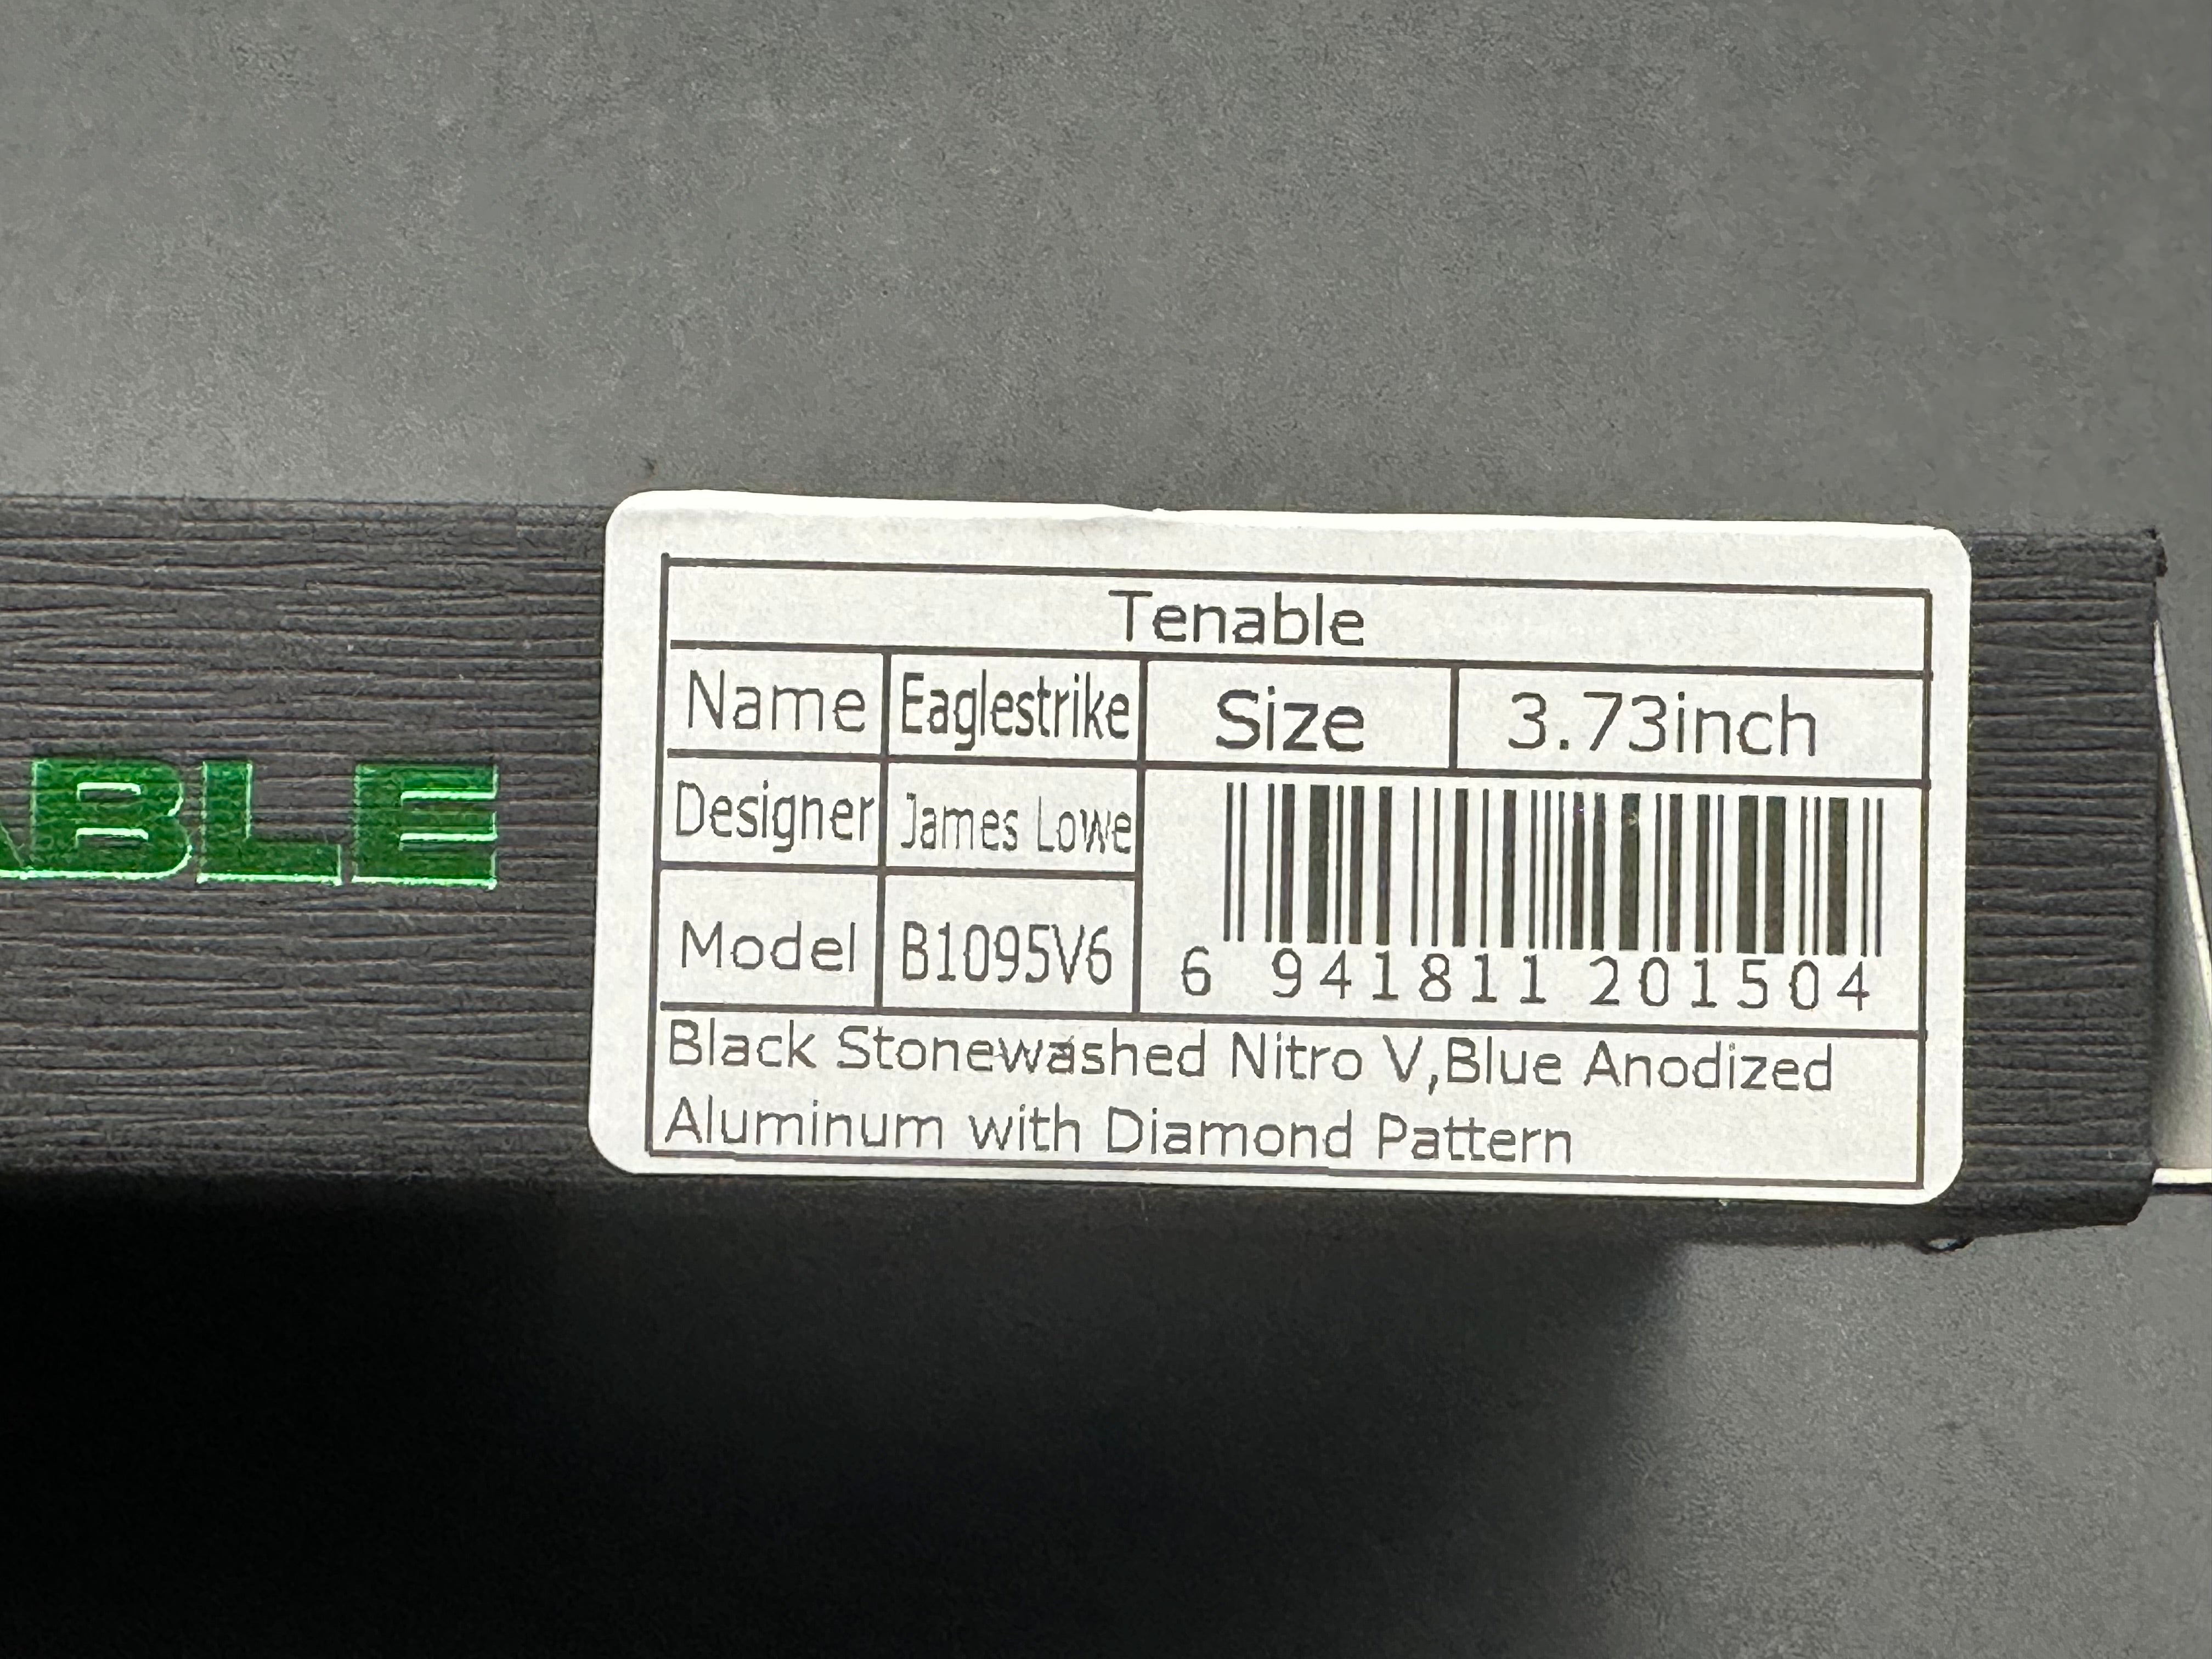 ABLE
Tenable
Name Eaglestrike Size 3.73inch
Designer James Lowe
Model B1095V6
6 941811 201504
Black Stonewashed Nitro V,Blue Anodized
Aluminum with Diamond Pattern